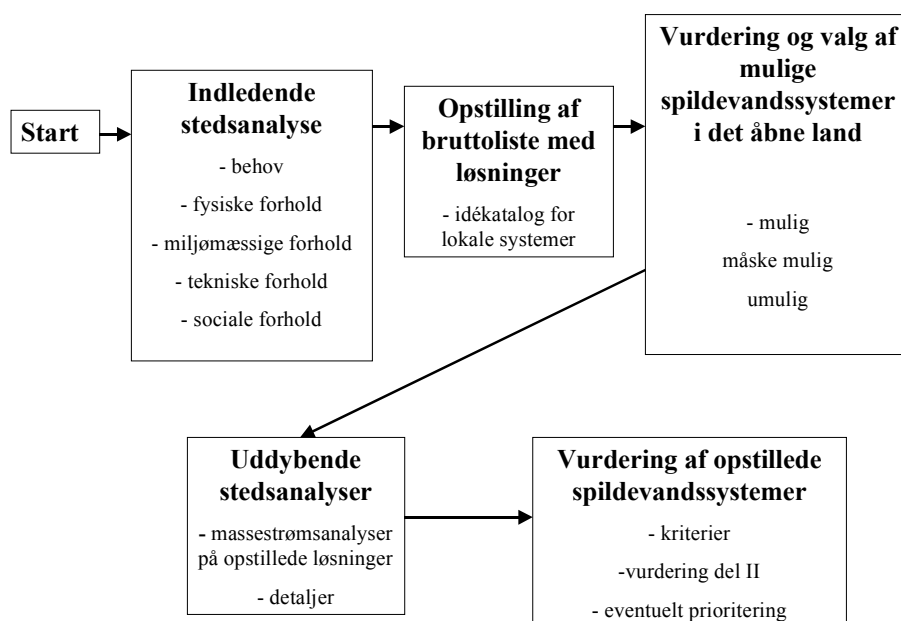 Start
Indledende
stedsanalyse
- behov
- fysiske forhold
- miljømæssige forhold
- tekniske forhold
- sociale forhold
Opstilling af
bruttoliste med
løsninger
- idékatalog for
lokale systemer
Vurdering og valg af
mulige
spildevandssystemer
i det åbne land
- mulig
måske mulig
umulig
Uddybende
stedsanalyser
- massestrømsanalyser
på opstillede løsninger
- detaljer
Vurdering af opstillede
spildevandssystemer
- kriterier
-vurdering del II
- eventuelt prioritering